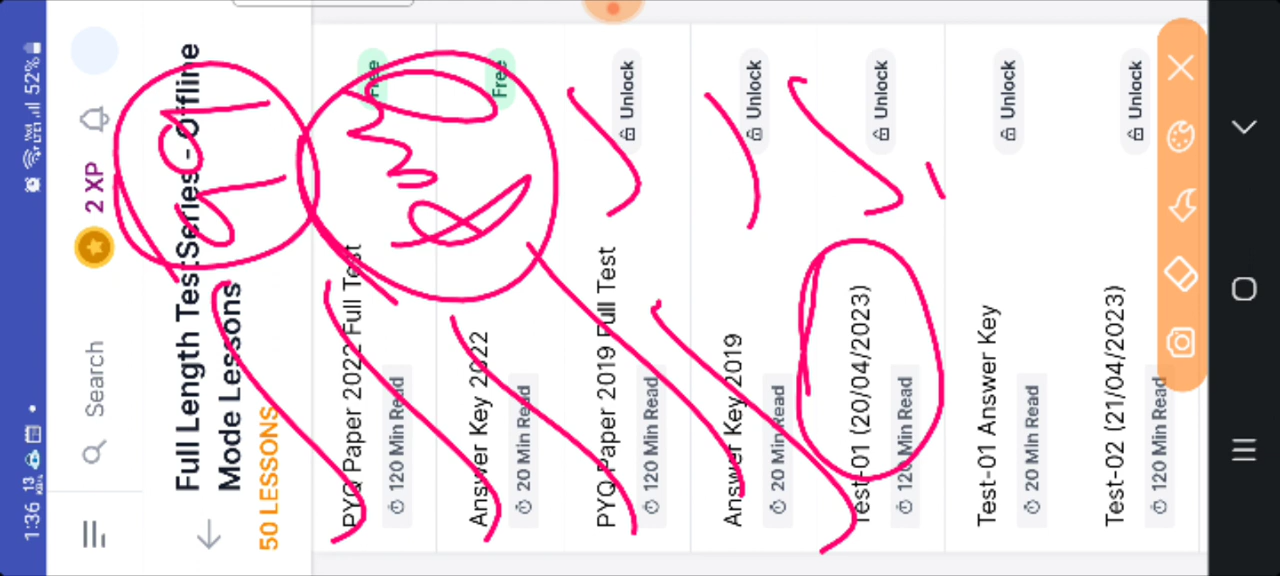 1:36 13 KB/s 52%
Search 2 XP
Full Length Test Series - Offline
Mode Lessons
50 LESSONS
PYQ Paper 2022 Full Test Free
120 Min Read
Answer Key 2022 Free
20 Min Read
PYQ Paper 2019 Full Test Unlock
120 Min Read
Answer Key 2019 Unlock
20 Min Read
Test-01 (20/04/2023) Unlock
120 Min Read
Test-01 Answer Key Unlock
20 Min Read
Test-02 (21/04/2023) Unlock
120 Min Read